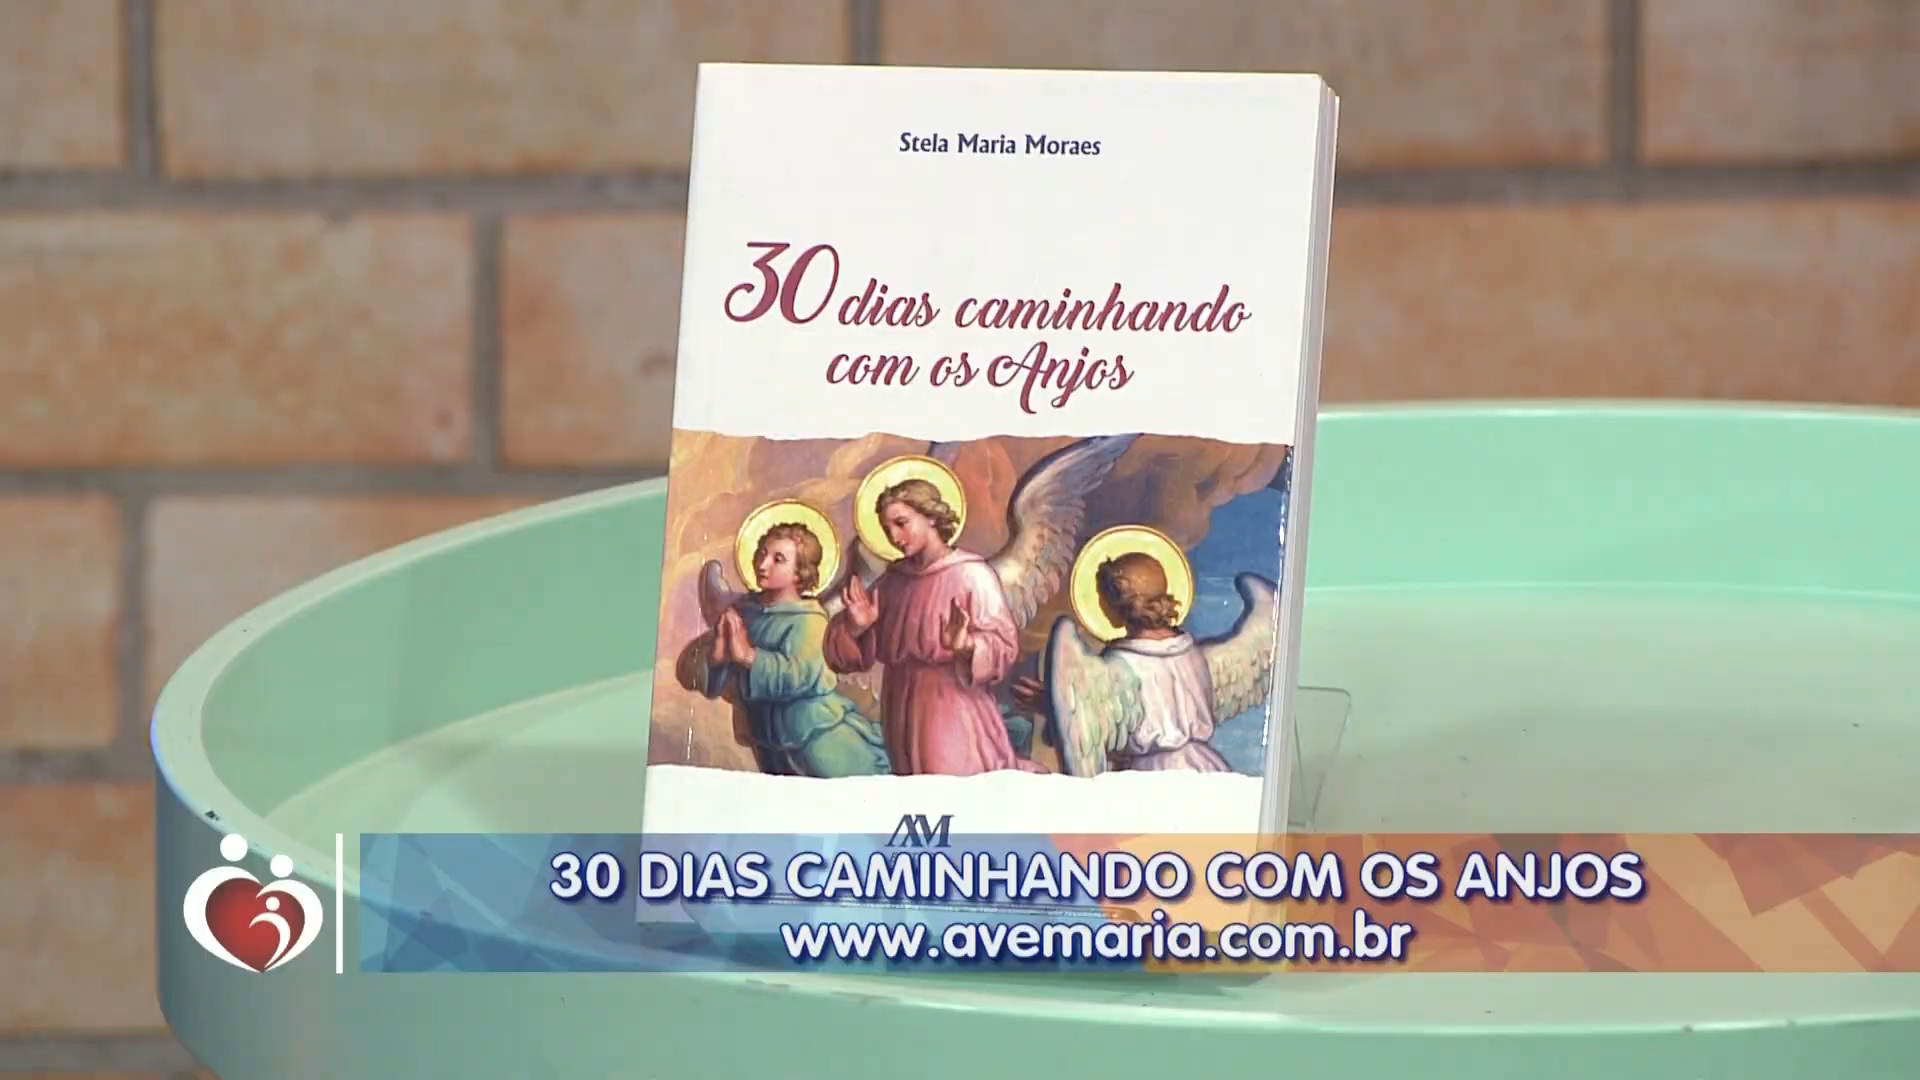 Stela Maria Moraes
30 dias caminhando
com os Anjos
AM
30 DIAS CAMINHANDO COM OS ANJOS
www.avemaria.com.br